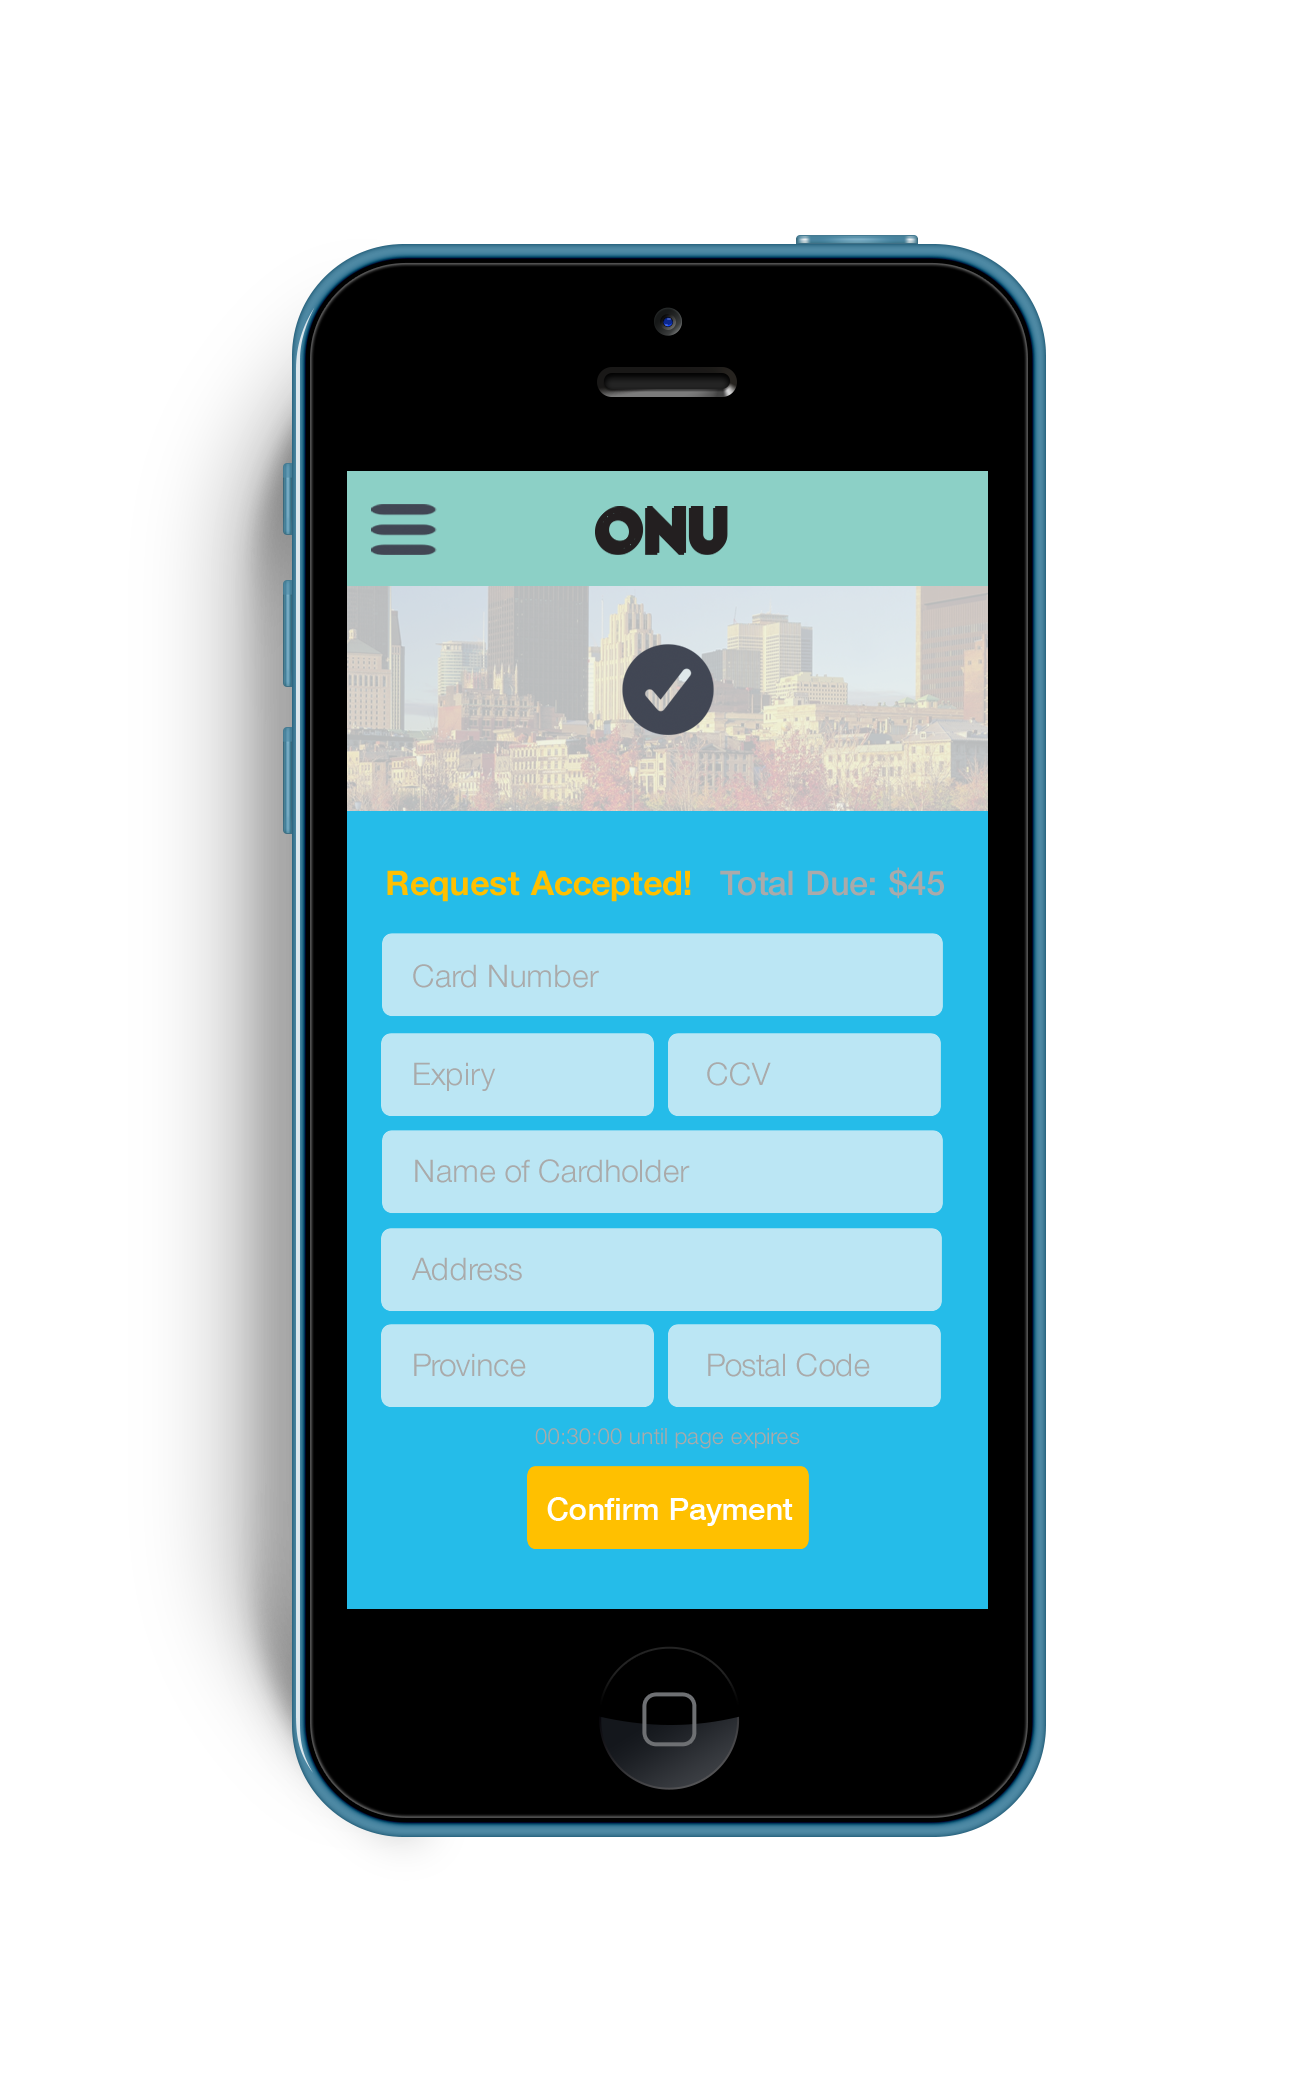 ONU
Request Accepted! Total Due: $45
Card Number
Expiry CCV
Name of Cardholder
Address
Province Postal Code
00:30:00 until page expires
Confirm Payment